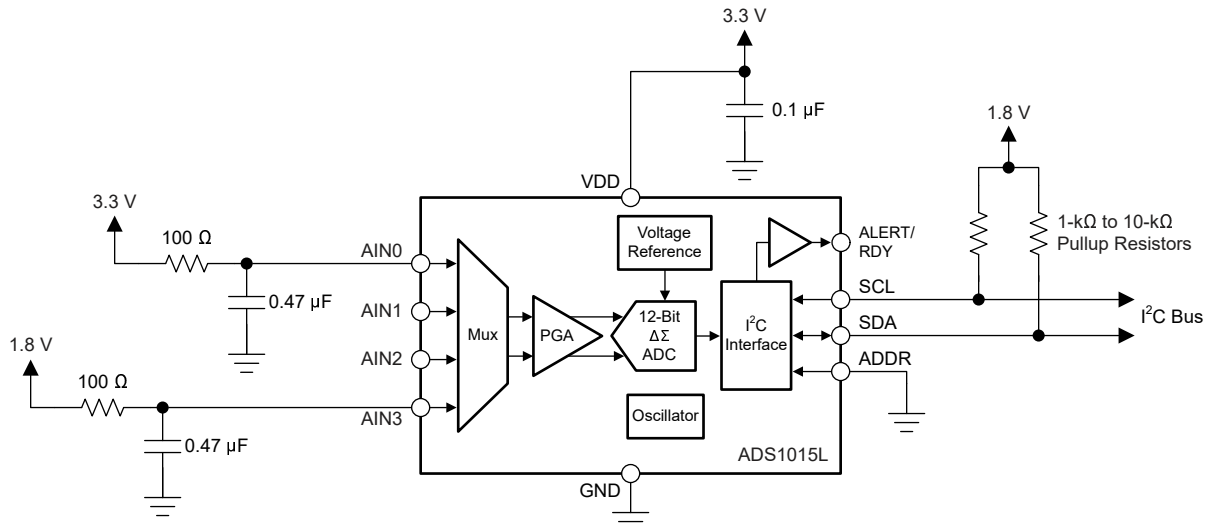 3.3 V
0.1 µF
1.8 V
VDD
3.3 V
100 Ω
AIN0
0.47 µF
AIN1
AIN2
1.8 V
100 Ω
AIN3
0.47 µF
Mux
PGA
Voltage
Reference
12-Bit
ΔΣ
ADC
Oscillator
I²C
Interface
ADS1015L
GND
ALERT/
RDY
SCL
SDA
ADDR
1-kΩ to 10-kΩ
Pullup Resistors
I²C Bus